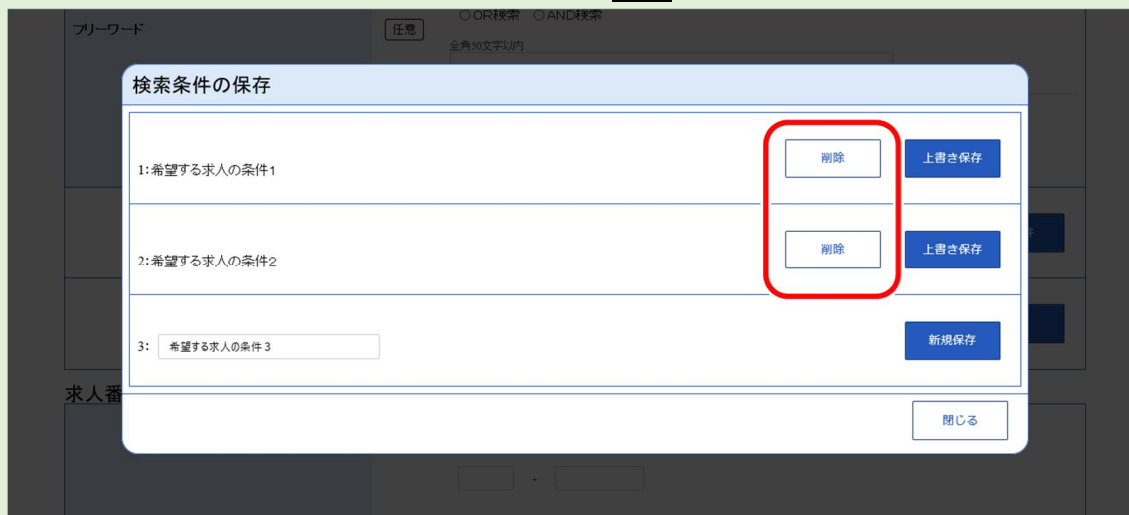 ○OR検索 ○AND検索
フリーワード
任意
全角50文字以内
検索条件の保存
1:希望する求人の条件1
削除
上書き保存
2:希望する求人の条件2
削除
上書き保存
3:
希望する求人の条件３
新規保存
求人番
閉じる
-